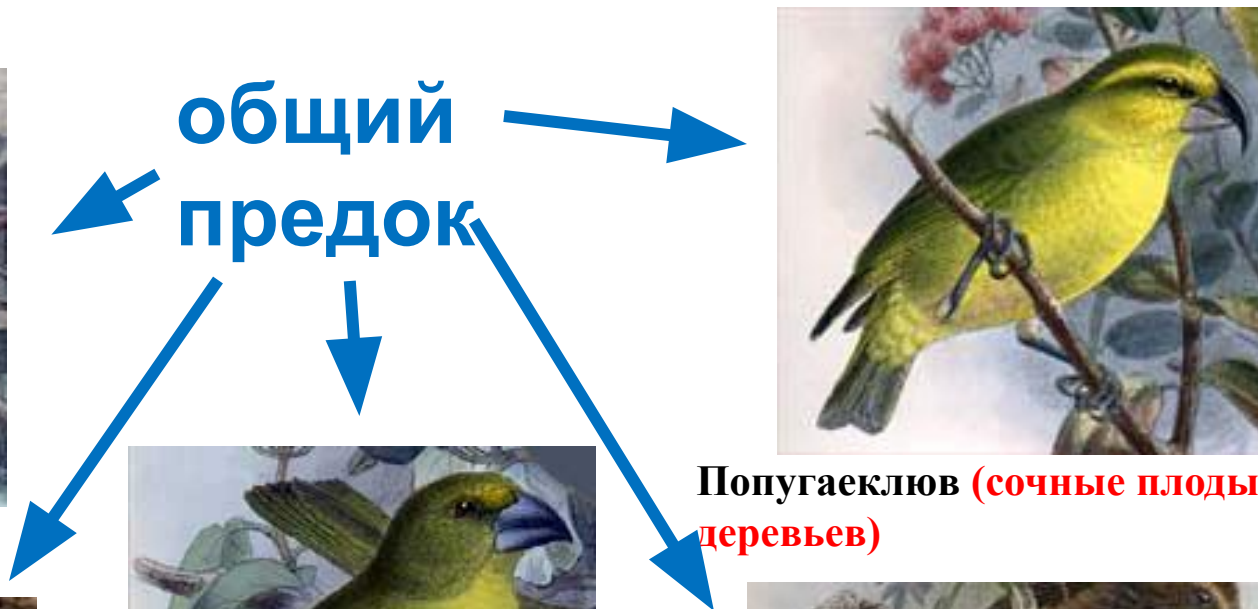 общий
предок
Попугаеклюв (сочные плоды
деревьев)